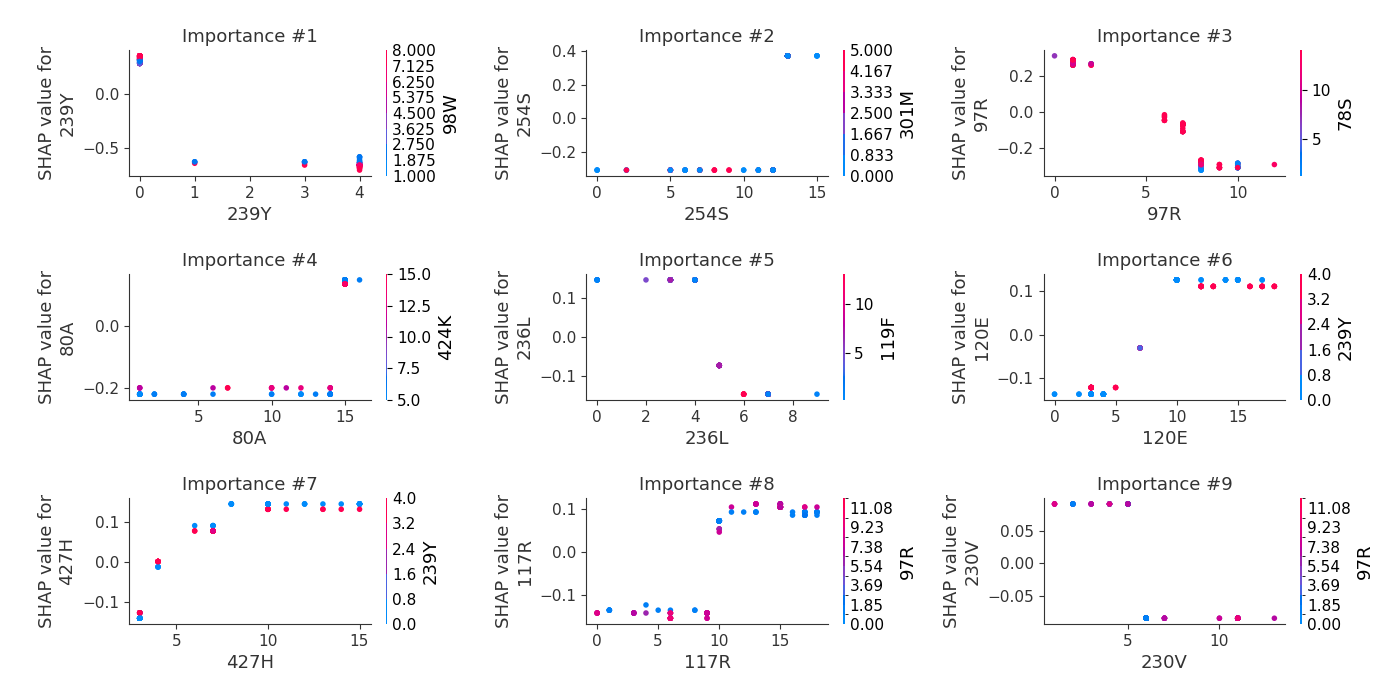 Importance #1
SHAP value for
239Y
0.0
−0.5
0 1 2 3 4
239Y
8.000
7.125
6.250
5.375
4.500
3.625
2.750
1.875
1.000
98W
Importance #2
SHAP value for
254S
0.4
0.2
0.0
−0.2
0 5 10 15
254S
5.000
4.167
3.333
2.500
1.667
0.833
0.000
301M
Importance #3
SHAP value for
97R
0.2
0.0
−0.2
0 5 10
97R
10
5
78S
Importance #4
SHAP value for
80A
0.0
−0.2
5 10 15
80A
15.0
12.5
10.0
7.5
5.0
424K
Importance #5
SHAP value for
236L
0.1
0.0
−0.1
0 2 4 6 8
236L
10
5
119F
Importance #6
SHAP value for
120E
0.1
0.0
−0.1
0 5 10 15
120E
4.0
3.2
2.4
1.6
0.8
0.0
239Y
Importance #7
SHAP value for
427H
0.1
0.0
−0.1
5 10 15
427H
4.0
3.2
2.4
1.6
0.8
0.0
239Y
Importance #8
SHAP value for
117R
0.1
0.0
−0.1
0 5 10 15
117R
11.08
9.23
7.38
5.54
3.69
1.85
0.00
97R
Importance #9
SHAP value for
230V
0.05
0.00
−0.05
5 10
230V
11.08
9.23
7.38
5.54
3.69
1.85
0.00
97R